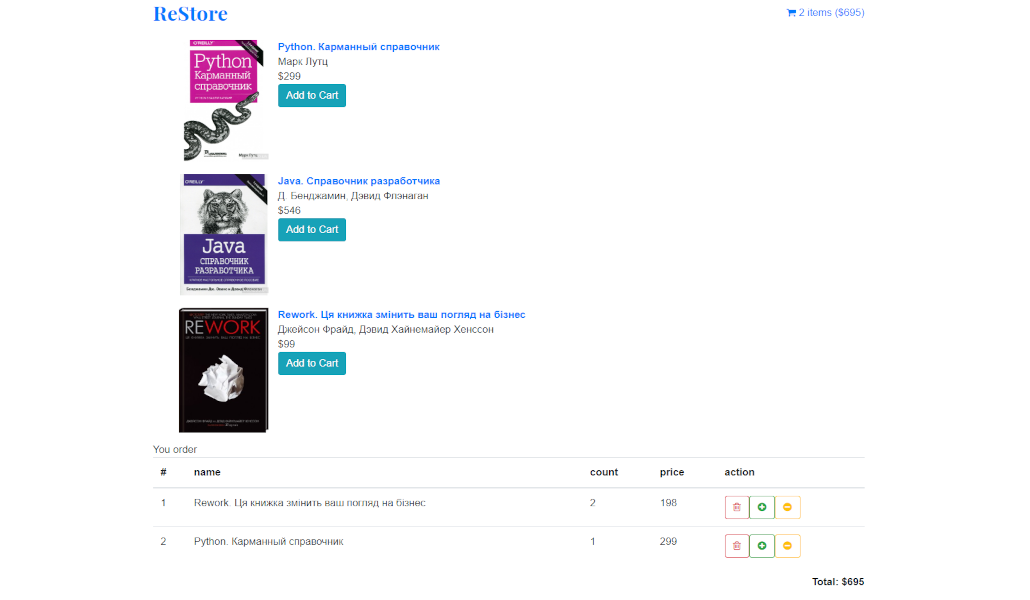 ReStore
2 items ($695)
O'REILLY
Python
Карманный
справочник
Марк Лутц
Python. Карманный справочник
Марк Лутц
$299
Add to Cart
O'REILLY
Java
СПРАВОЧНИК
РАЗРАБОТЧИКА
Java. Справочник разработчика
Д. Бенджамин, Дэвид Флэнаган
$546
Add to Cart
REWORK
Rework. Ця книжка змінить ваш погляд на бізнес
Джейсон Фрайд, Дэвид Хайнемайер Хенссон
$99
Add to Cart
You order
# name count price action
1 Rework. Ця книжка змінить ваш погляд на бізнес 2 198
2 Python. Карманный справочник 1 299
Total: $695